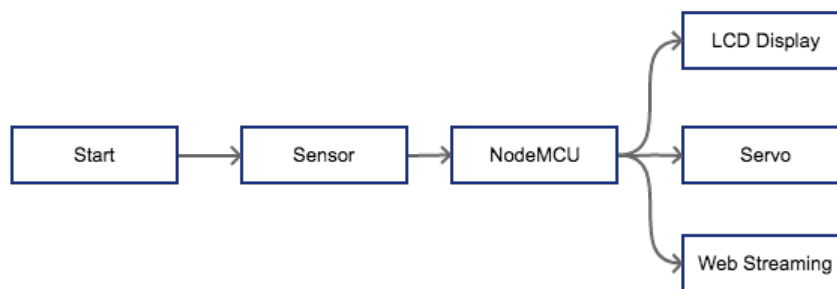 Start
Sensor
NodeMCU
LCD Display
Servo
Web Streaming